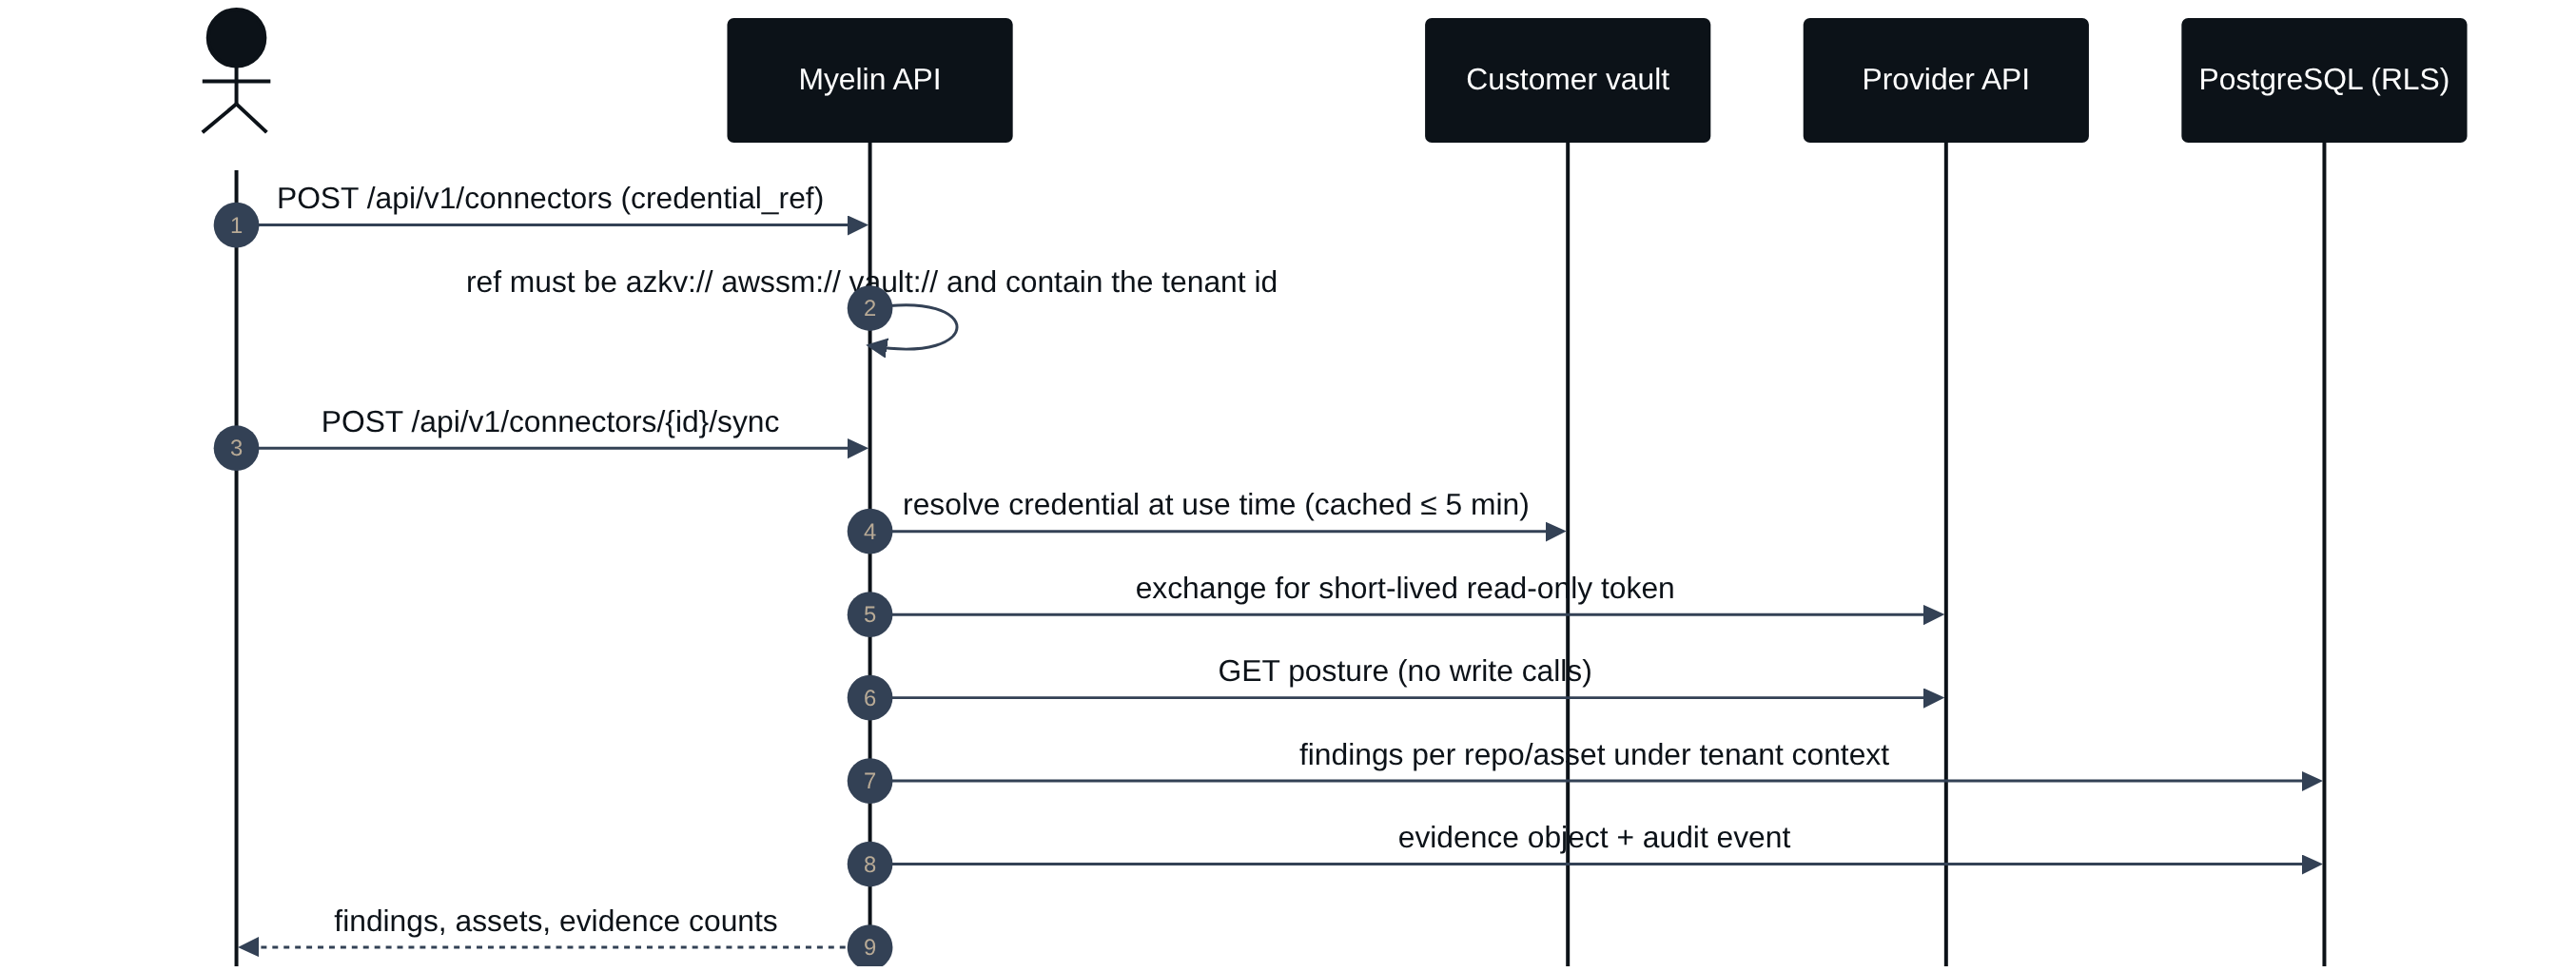 Myelin API
Customer vault
Provider API
PostgreSQL (RLS)
POST /api/v1/connectors (credential_ref)
1
ref must be azkv:// awssm:// vault:// and contain the tenant id
2
POST /api/v1/connectors/{id}/sync
3
resolve credential at use time (cached ≤ 5 min)
4
exchange for short-lived read-only token
5
GET posture (no write calls)
6
findings per repo/asset under tenant context
7
evidence object + audit event
8
findings, assets, evidence counts
9